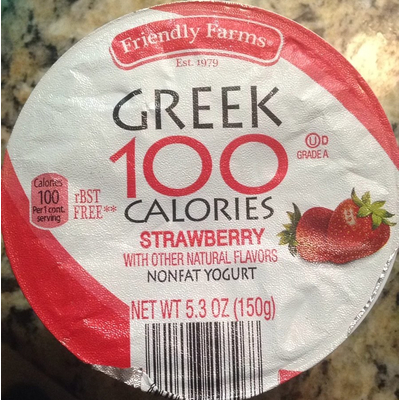 Friendly Farms®
Est. 1979
GREEK
100
CALORIES
U D
GRADE A
Calories
100
Per 1 cont.
serving
rBST
FREE**
STRAWBERRY
WITH OTHER NATURAL FLAVORS
NONFAT YOGURT
NET WT 5.3 OZ (150g)